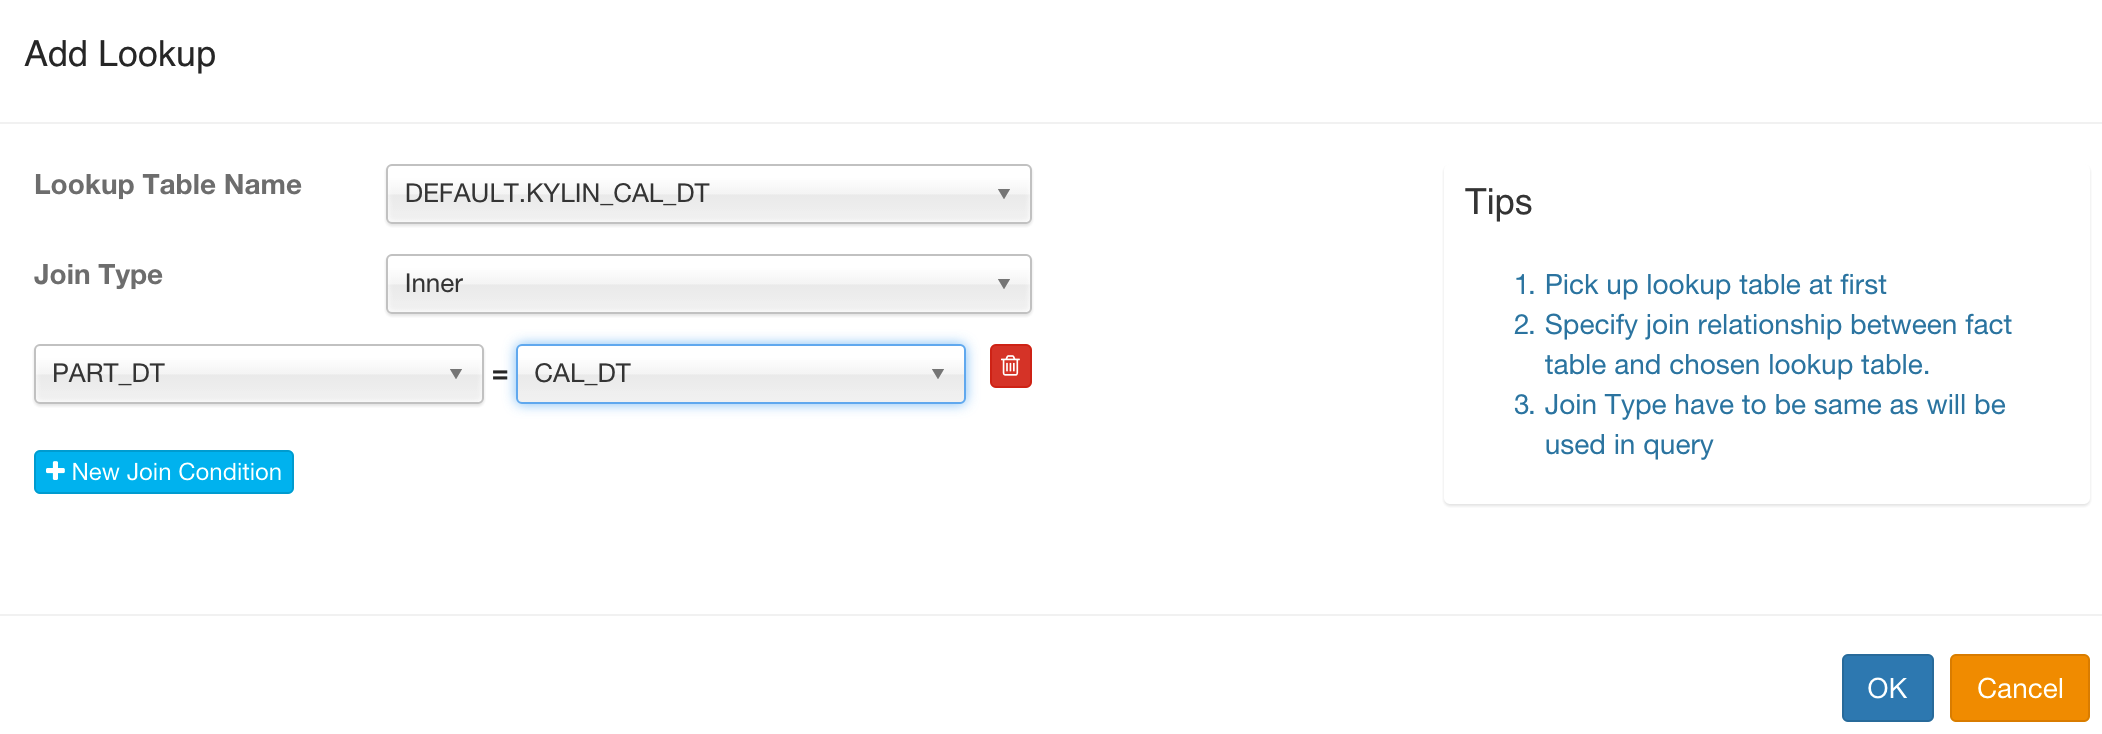 Add Lookup
Lookup Table Name
DEFAULT.KYLIN_CAL_DT
Join Type
Inner
PART_DT = CAL_DT
New Join Condition
Tips
1. Pick up lookup table at first
2. Specify join relationship between fact
table and chosen lookup table.
3. Join Type have to be same as will be
used in query
OK
Cancel